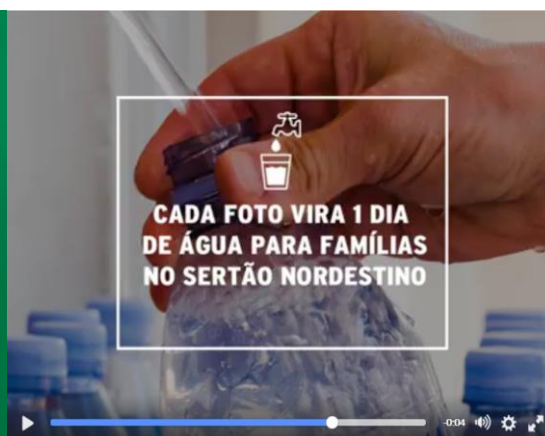 CADA FOTO VIRA 1 DIA
DE ÁGUA PARA FAMÍLIAS
NO SERTÃO NORDESTINO
-0:04